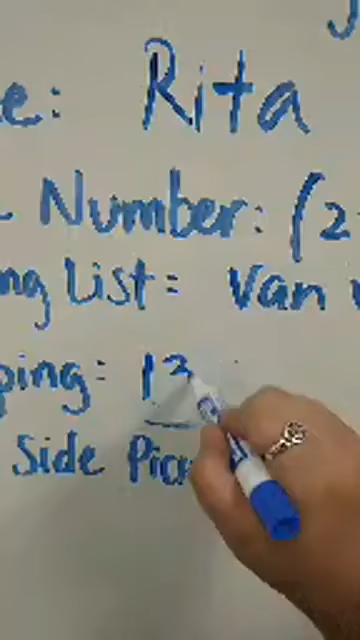 e: Rita
Number: (2
ng List: Van
ping: 13
Side Pic